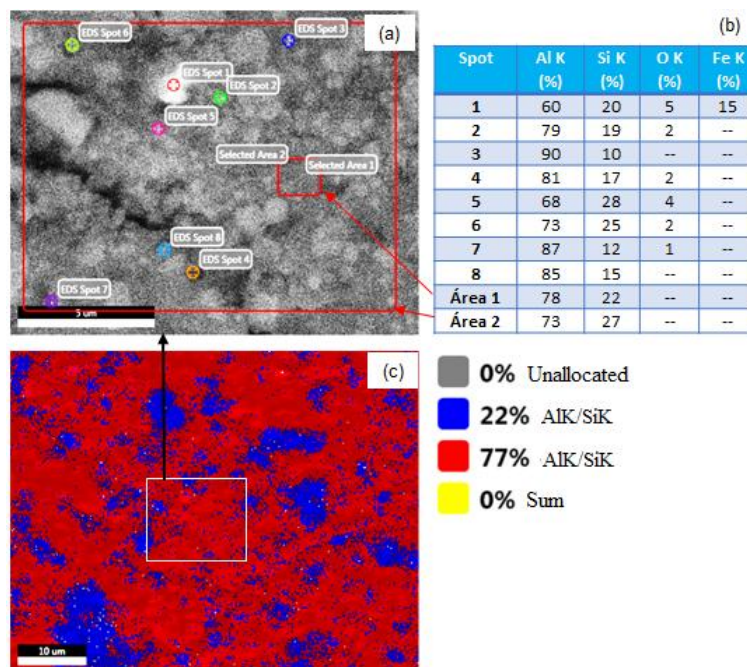 (a)
EDS Spot 6
EDS Spot 3
EDS Spot 1
EDS Spot 2
EDS Spot 5
Selected Area 2
Selected Area 1
EDS Spot 8
EDS Spot 4
EDS Spot 7
5 um
(b)
Spot Al K (%) Si K (%) O K (%) Fe K (%)
1 60 20 5 15
2 79 19 2 --
3 90 10 -- --
4 81 17 2 --
5 68 28 4 --
6 73 25 2 --
7 87 12 1 --
8 85 15 -- --
Área 1 78 22 -- --
Área 2 73 27 -- --
(c)
10 um
0% Unallocated
22% AlK/SiK
77% AlK/SiK
0% Sum